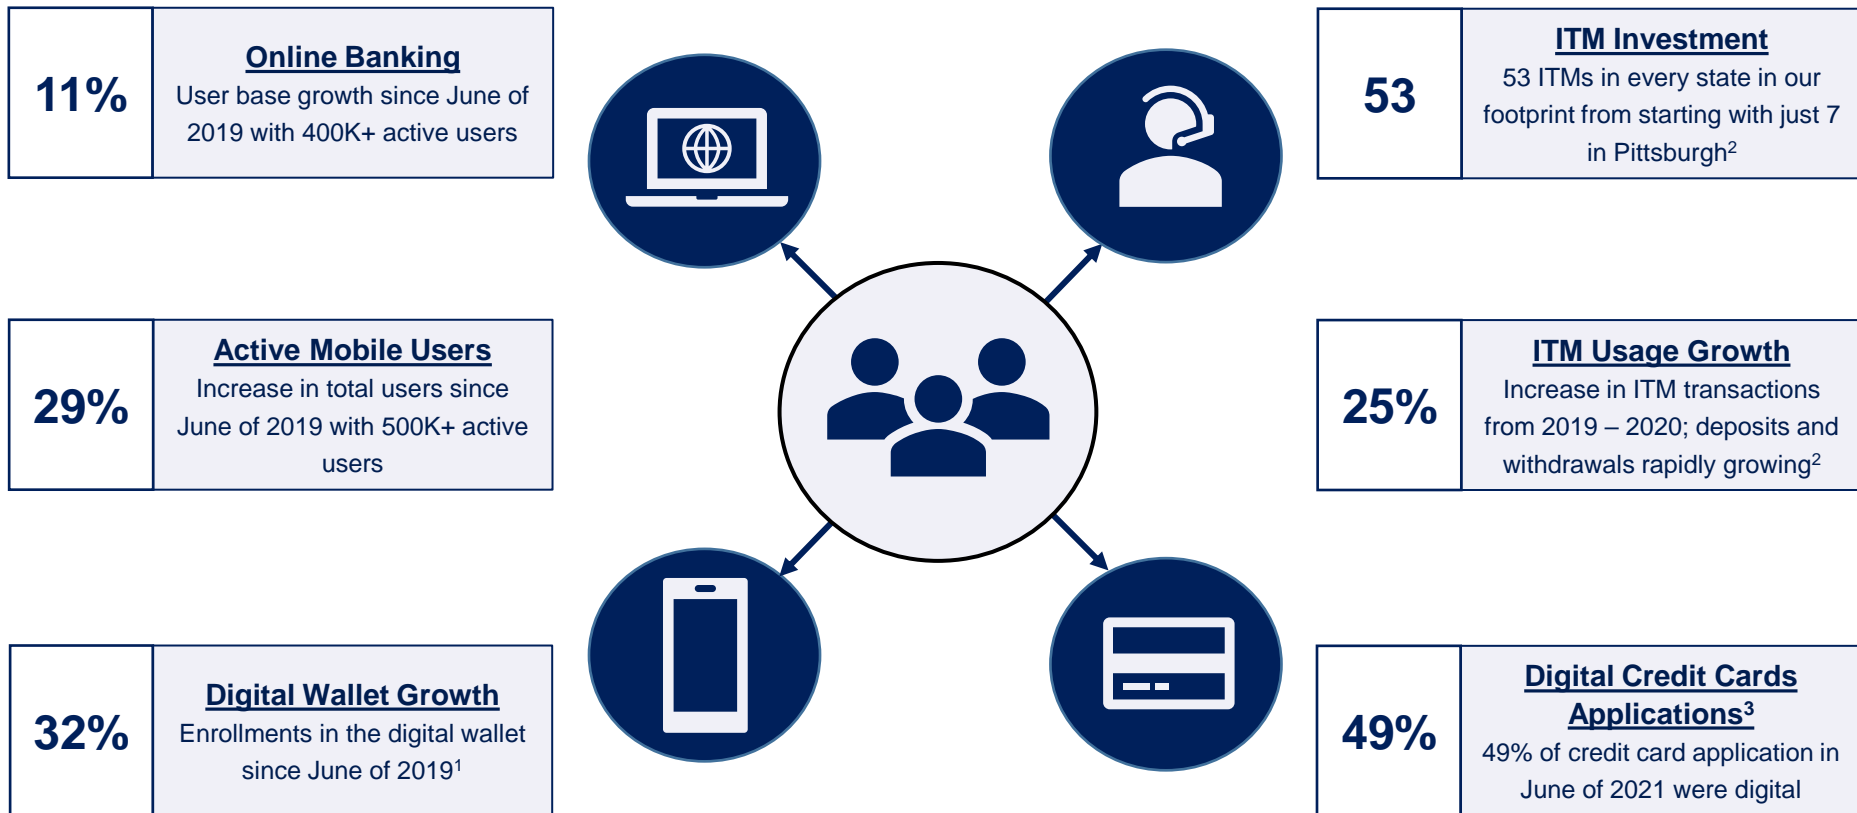 11%
Online Banking
User base growth since June of
2019 with 400K+ active users
29%
Active Mobile Users
Increase in total users since
June of 2019 with 500K+ active
users
32%
Digital Wallet Growth
Enrollments in the digital wallet
since June of 2019¹
53
ITM Investment
53 ITMs in every state in our
footprint from starting with just 7
in Pittsburgh²
25%
ITM Usage Growth
Increase in ITM transactions
from 2019 – 2020; deposits and
withdrawals rapidly growing²
49%
Digital Credit Cards
Applications³
49% of credit card application in
June of 2021 were digital